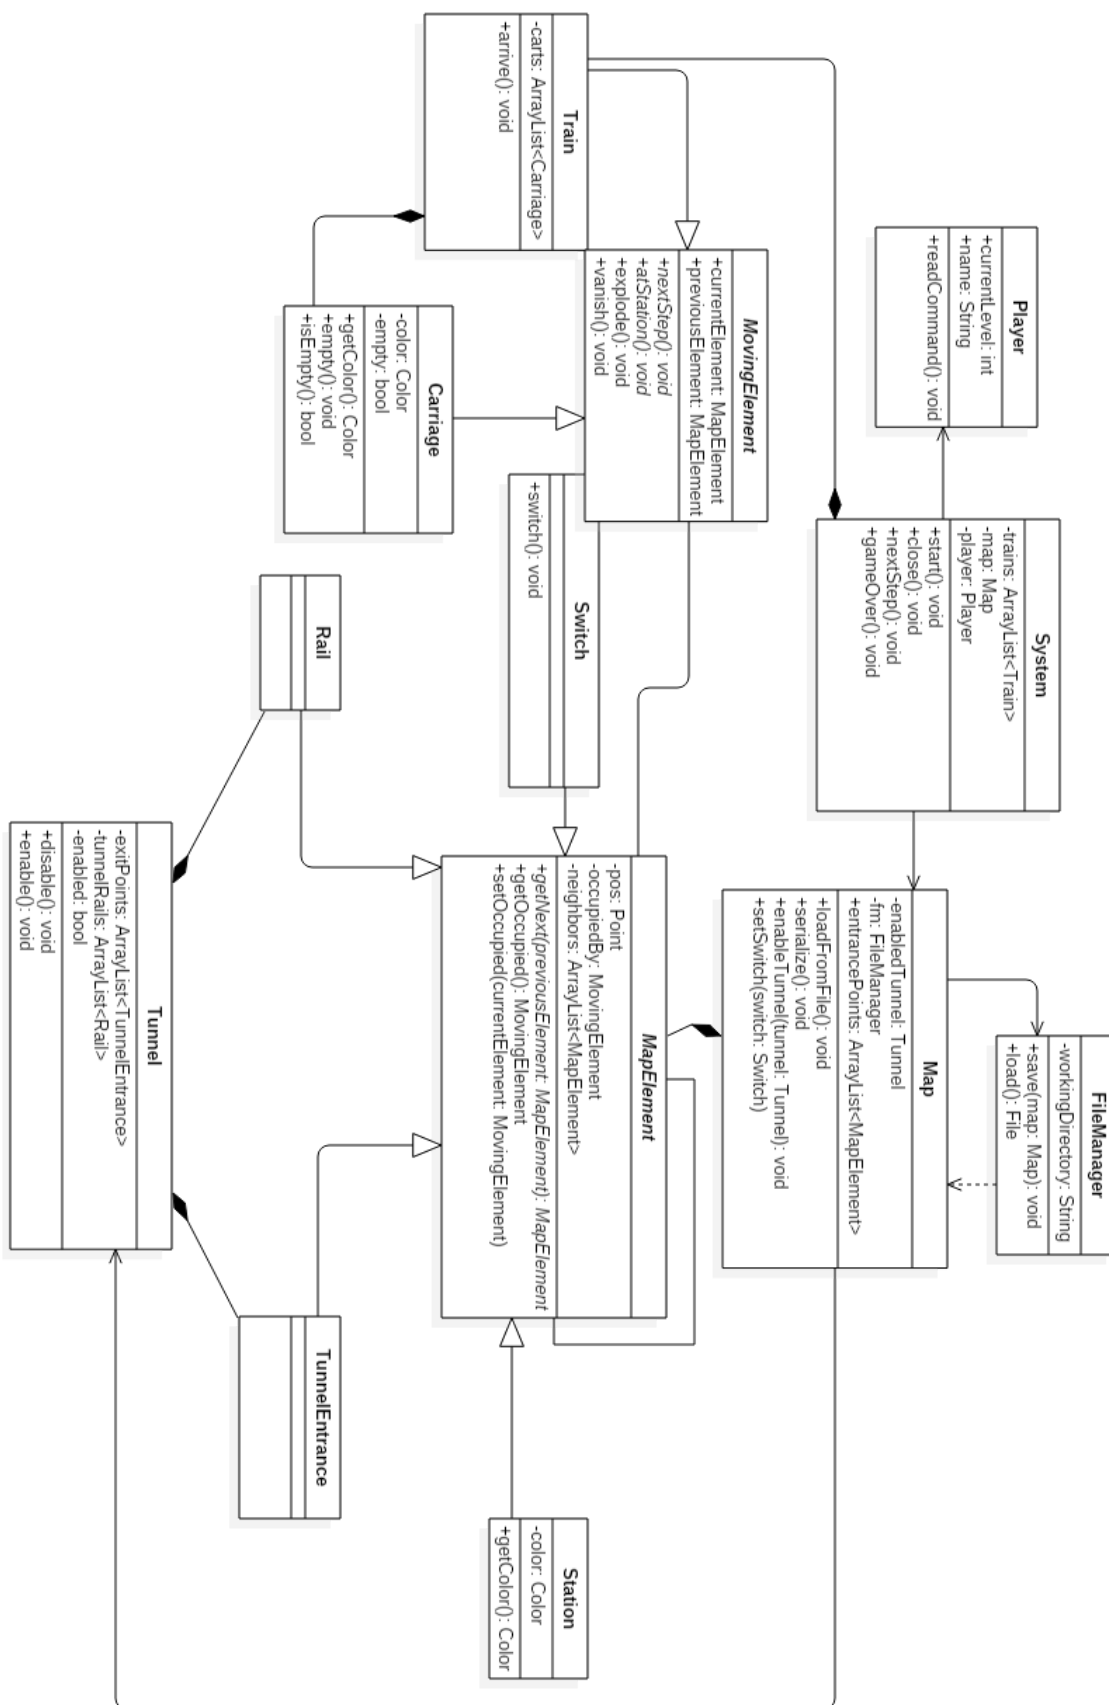 FileManager
-workingDirectory: String
+save(map: Map): void
+load(): File
System
-trains: ArrayList<Train>
-map: Map
-player: Player
+start(): void
+close(): void
+nextStep(): void
+gameOver(): void
Player
+currentLevel: int
+name: String
+readCommand(): void
Map
-enabledTunnel: Tunnel
-fm: FileManager
+entrancePoints: ArrayList<MapElement>
+loadFromFile(): void
+serialize(): void
+enableTunnel(tunnel: Tunnel): void
+setSwitch(switch: Switch)
MovingElement
+currentElement: MapElement
+previousElement: MapElement
+nextStep(): void
+atStation(): void
+explode(): void
+vanish(): void
Train
-carts: ArrayList<Carriage>
+arrive(): void
MapElement
-pos: Point
-occupiedBy: MovingElement
-neighbors: ArrayList<MapElement>
+getNext(previousElement: MapElement): MapElement
+getOccupied(): MovingElement
+setOccupied(currentElement: MovingElement)
Switch
+switch(): void
Station
-color: Color
+getColor(): Color
Carriage
-color: Color
-empty: bool
+getColor(): Color
+empty(): void
+isEmpty(): bool
Rail
TunnelEntrance
Tunnel
-exitPoints: ArrayList<TunnelEntrance>
-tunnelRails: ArrayList<Rail>
-enabled: bool
+disable(): void
+enable(): void